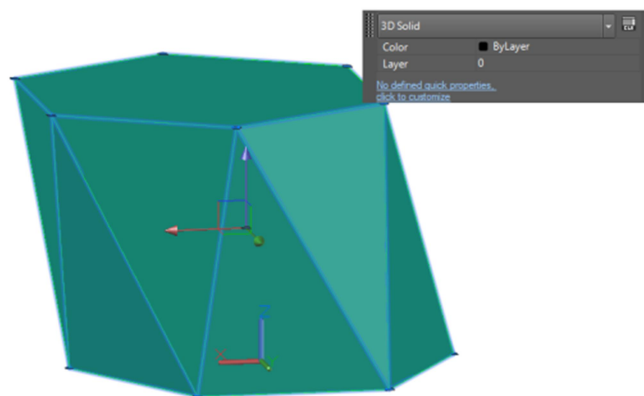 3D Solid
Color ByLayer
Layer 0
No defined quick properties,
click to customize
Z
X